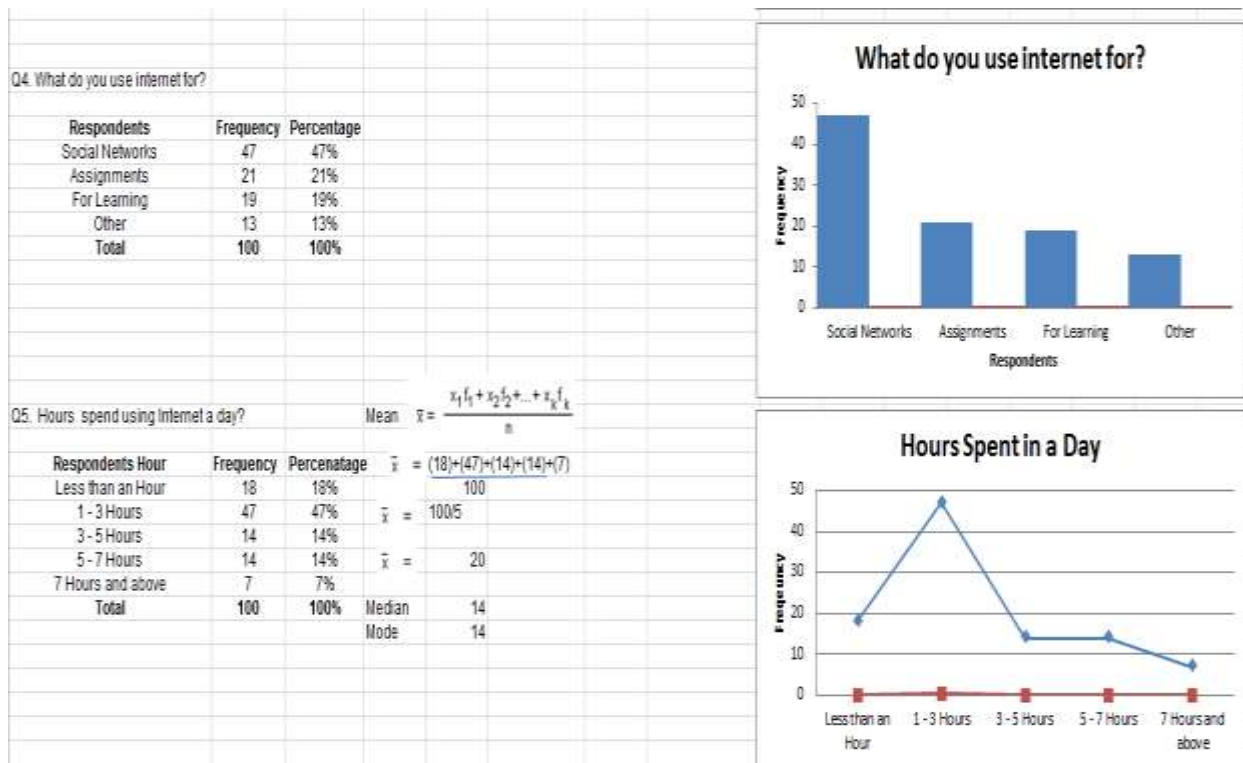 Q4. What do you use internet for?
Respondents Frequency Percentage
Social Networks 47 47%
Assignments 21 21%
For Learning 19 19%
Other 13 13%
Total 100 100%
What do you use internet for?
50
40
30
20
10
0
Frequency
Social Networks Assignments For Learning Other
Respondents
Q5. Hours spend using Internet a day?
Mean x̄ = x₁f₁ + x₂f₂+...+ xₖfₖ
n
Respondents Hour Frequency Percenatage x̄ = (18)+(47)+(14)+(14)+(7)
Less than an Hour 18 18% 100
1 - 3 Hours 47 47% x̄ = 100/5
3 - 5 Hours 14 14%
5 - 7 Hours 14 14% x̄ = 20
7 Hours and above 7 7%
Total 100 100% Median 14
Mode 14
Hours Spent in a Day
50
40
30
20
10
0
Freqeuncy
Less than an Hour 1 - 3 Hours 3 - 5 Hours 5 - 7 Hours 7 Hours and above